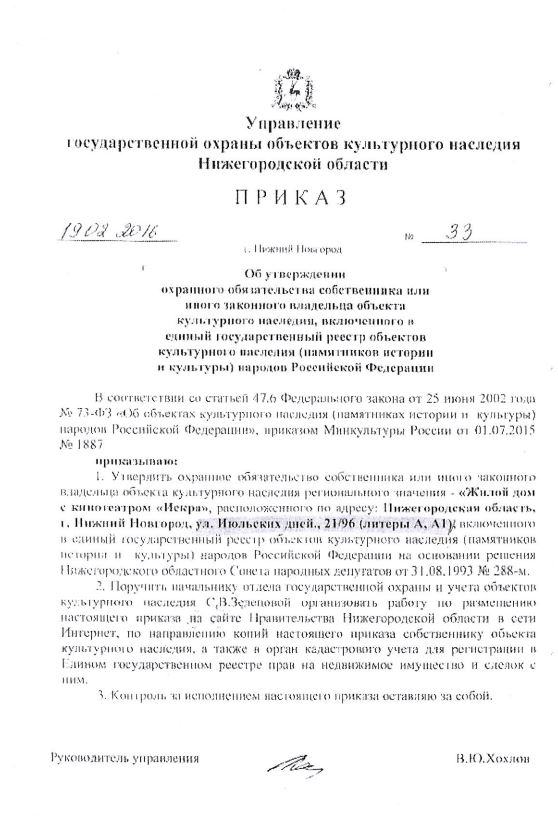 Управление
государственной охраны объектов культурного наследия
Нижегородской области
ПРИКАЗ
19.02.2016
№ 33
г. Нижний Новгород
Об утверждении
охранного обязательства собственника или
иного законного владельца объекта
культурного наследия, включенного в
единый государственный реестр объектов
культурного наследия (памятников истории
и культуры) народов Российской Федерации
В соответствии со статьей 47.6 Федерального закона от 25 июня 2002 года
№ 73-ФЗ «Об объектах культурного наследия (памятниках истории и культуры)
народов Российской Федерации», приказом Минкультуры России от 01.07.2015
№ 1887
приказываю:
1. Утвердить охранное обязательство собственника или иного законного
владельца объекта культурного наследия регионального значения - «Жилой дом
с кинотеатром «Искра», расположенного по адресу: Нижегородская область,
г. Нижний Новгород, ул. Июльских дней., 21/96 (литеры А, А1), включенного
в единый государственный реестр объектов культурного наследия (памятников
истории и культуры) народов Российской Федерации на основании решения
Нижегородского областного Совета народных депутатов от 31.08.1993 № 288-м.
2. Поручить начальнику отдела государственной охраны и учета объектов
культурного наследия С.В.Зеленовой организовать работу по размещению
настоящего приказа на сайте Правительства Нижегородской области в сети
Интернет, по направлению копий настоящего приказа собственнику объекта
культурного наследия, а также в орган кадастрового учета для регистрации в
Едином государственном реестре прав на недвижимое имущество и сделок с
ним.
3. Контроль за исполнением настоящего приказа оставляю за собой.
Руководитель управления
В.Ю.Хохлов